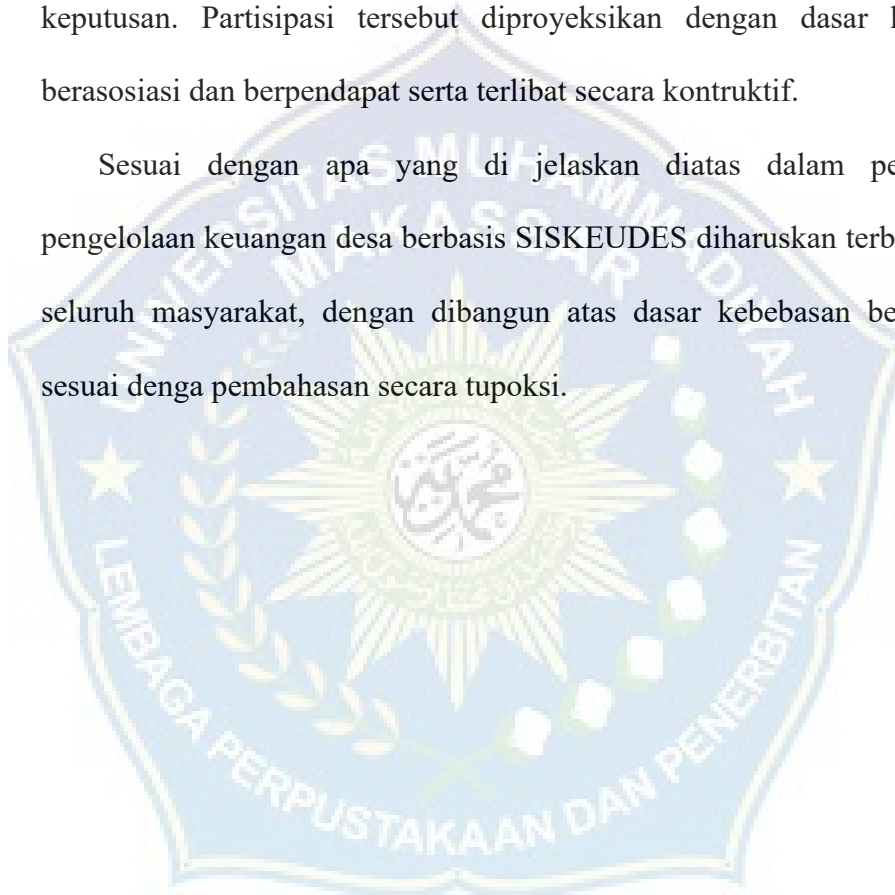 keputusan. Partisipasi tersebut diproyeksikan dengan dasar
berasosiasi dan berpendapat serta terlibat secara kontruktif.
Sesuai dengan apa yang di jelaskan diatas dalam
pengelolaan keuangan desa berbasis SISKEUDES diharuskan
seluruh masyarakat, dengan dibangun atas dasar kebebasan
sesuai denga pembahasan secara tupoksi.
UNIVERSITAS MUHAMMADIYAH
MAKASSAR
LEMBAGA PERPUSTAKAAN DAN PENERBITAN